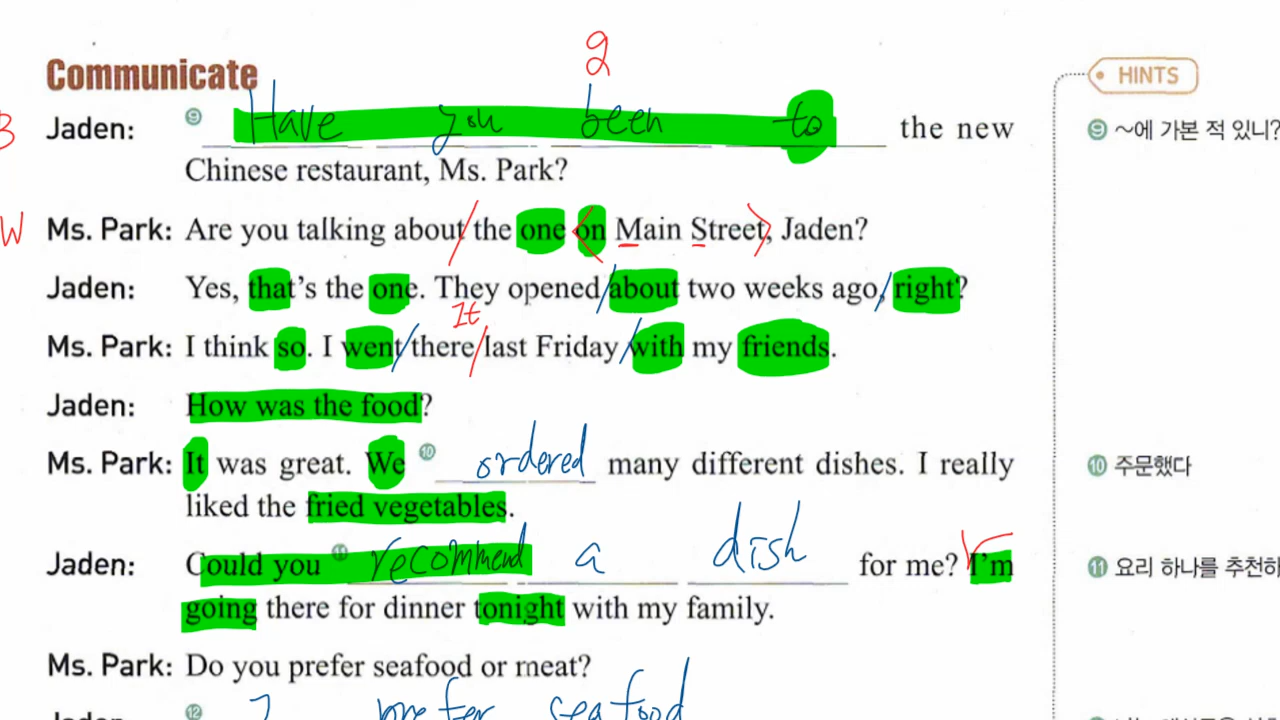 g
Communicate
HINTS
B Jaden: ⑨ Have you been to the new
⑨ ~에 가본 적 있니?
Chinese restaurant, Ms. Park?
W Ms. Park: Are you talking about the one on Main Street, Jaden?
Jaden: Yes, that's the one. They opened about two weeks ago, right?
It
Ms. Park: I think so. I went there last Friday with my friends.
Jaden: How was the food?
Ms. Park: It was great. We ⑩ ordered many different dishes. I really
⑩ 주문했다
liked the fried vegetables.
Jaden: Could you ⑪ recommend a dish for me? I'm
⑪ 요리 하나를 추천하
going there for dinner tonight with my family.
Ms. Park: Do you prefer seafood or meat?
Jaden: ⑫ I prefer seafood